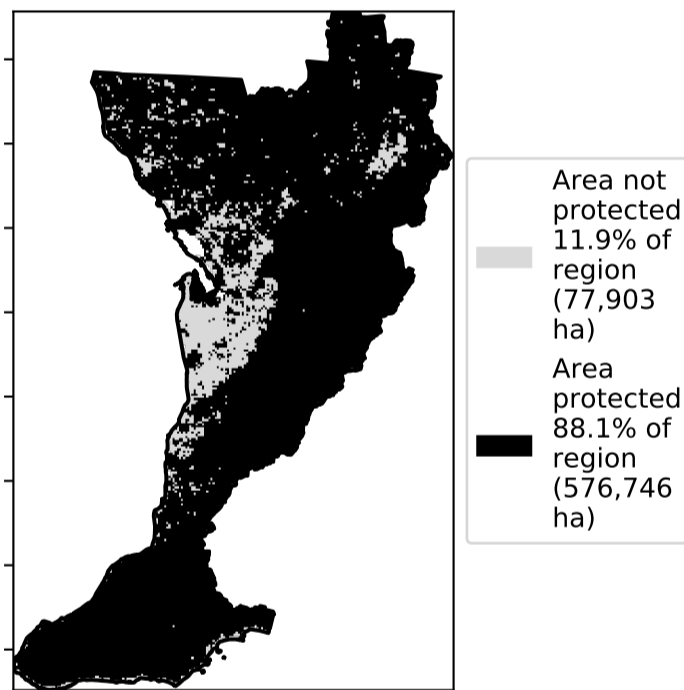 Area not
protected
11.9% of
region
(77,903
ha)
Area
protected
88.1% of
region
(576,746
ha)